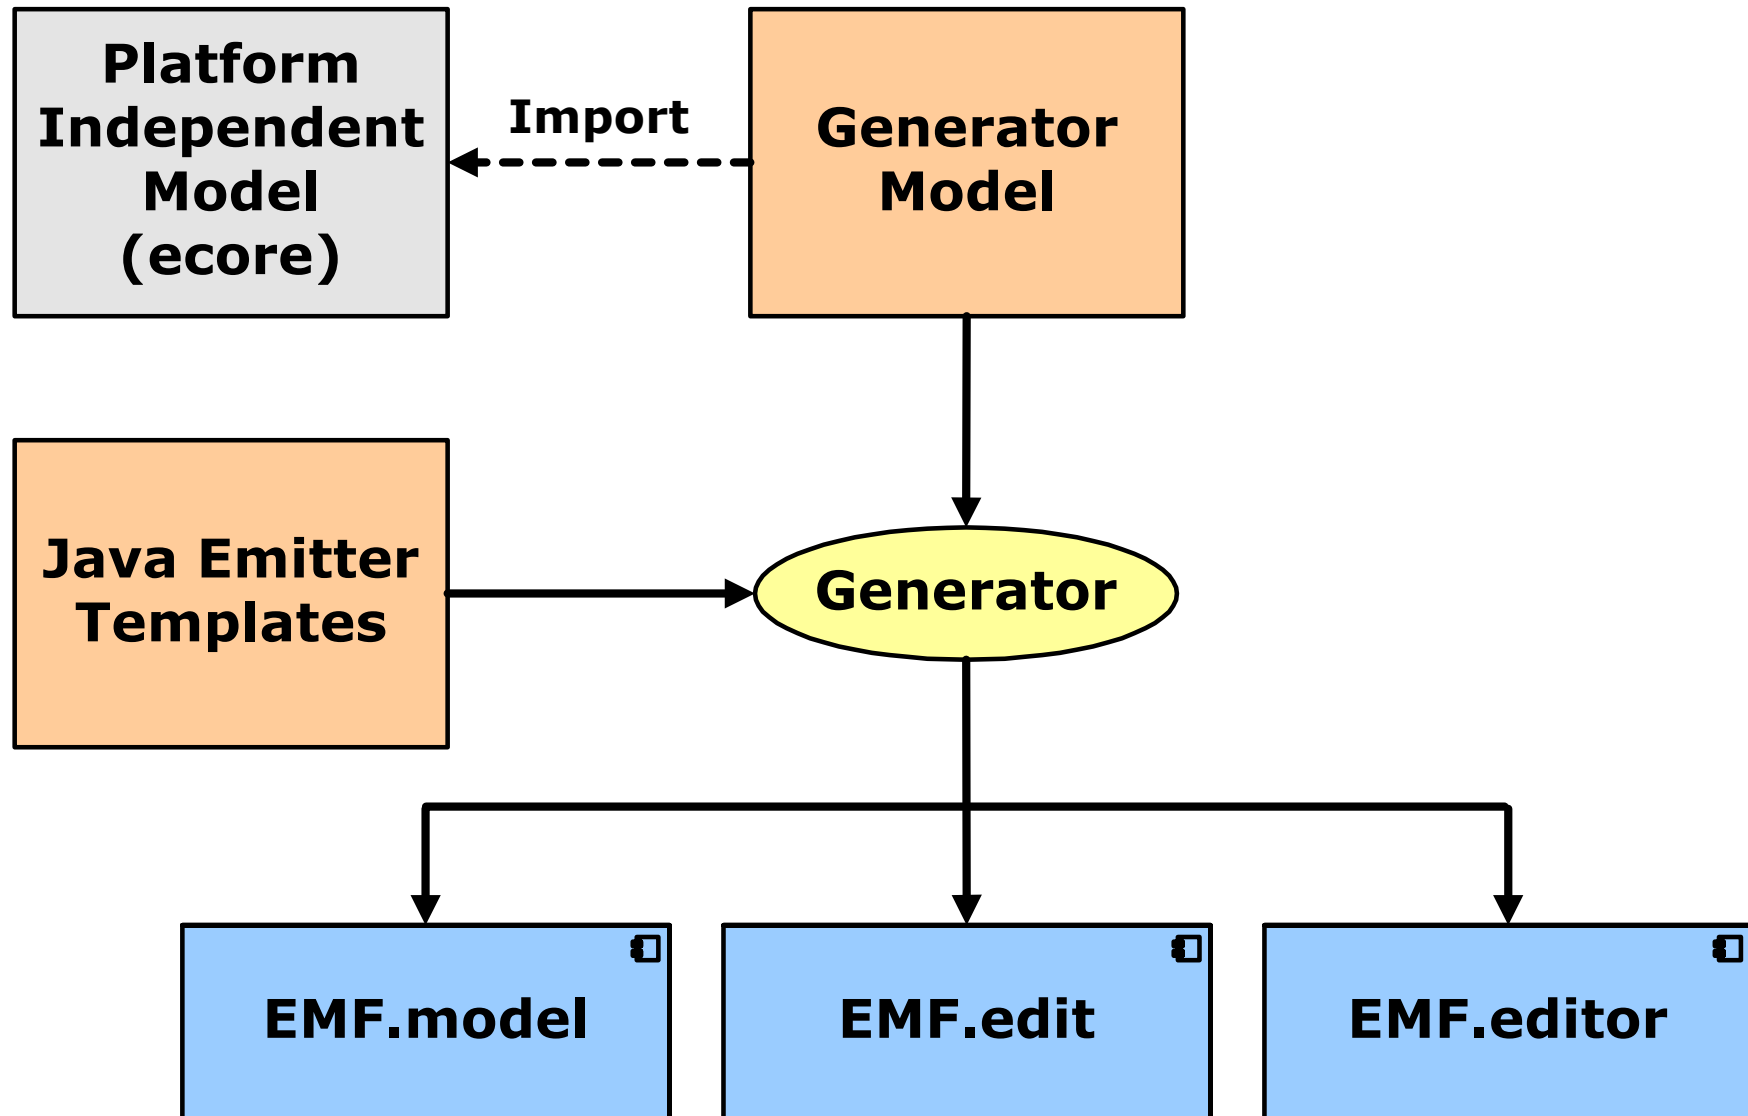 Platform
Independent
Model
(ecore)
Import
Generator
Model
Java Emitter
Templates
Generator
EMF.model
EMF.edit
EMF.editor